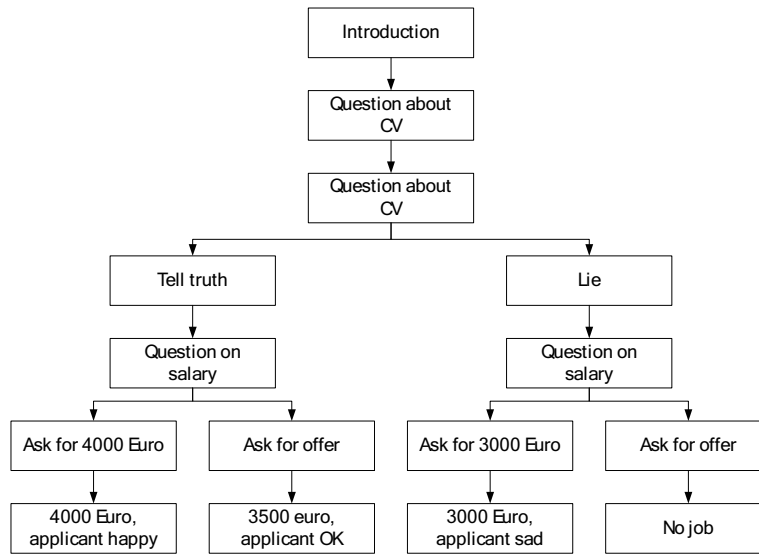 Introduction
Question about
CV
Question about
CV
Tell truth
Lie
Question on
salary
Question on
salary
Ask for 4000 Euro
Ask for offer
Ask for 3000 Euro
Ask for offer
4000 Euro,
applicant happy
3500 euro,
applicant OK
3000 Euro,
applicant sad
No job